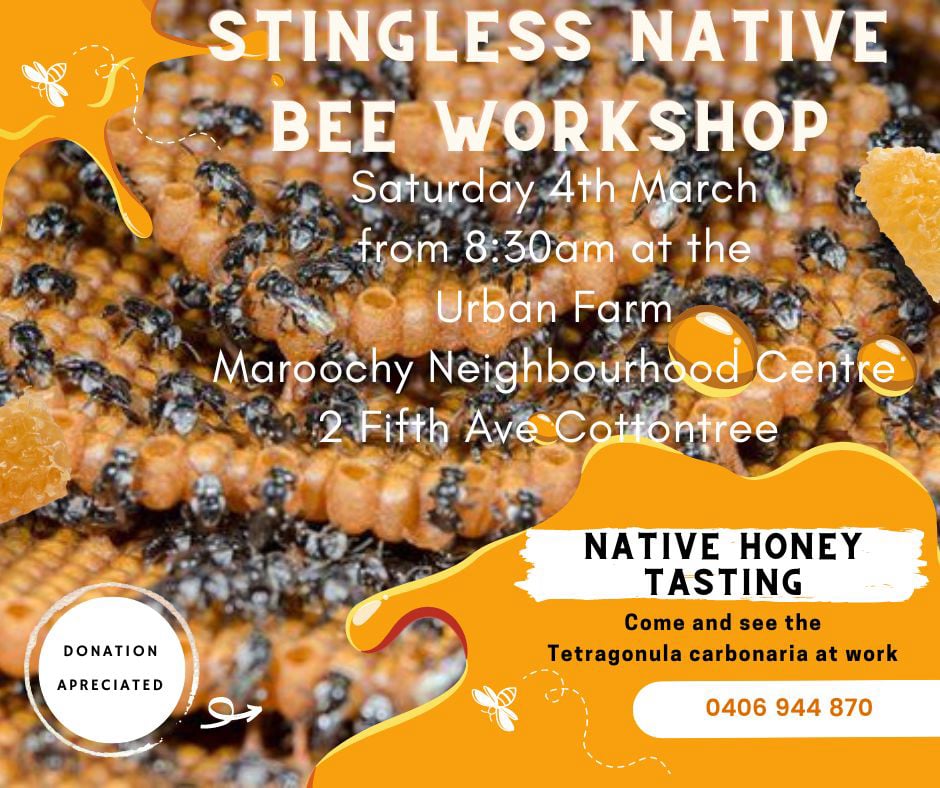 STINGLESS NATIVE
BEE WORKSHOP
Saturday 4th March
from 8:30am at the
Urban Farm
Maroochy Neighbourhood Centre
2 Fifth Ave Cottontree
NATIVE HONEY
TASTING
Come and see the
Tetragonula carbonaria at work
0406 944 870
DONATION
APRECIATED